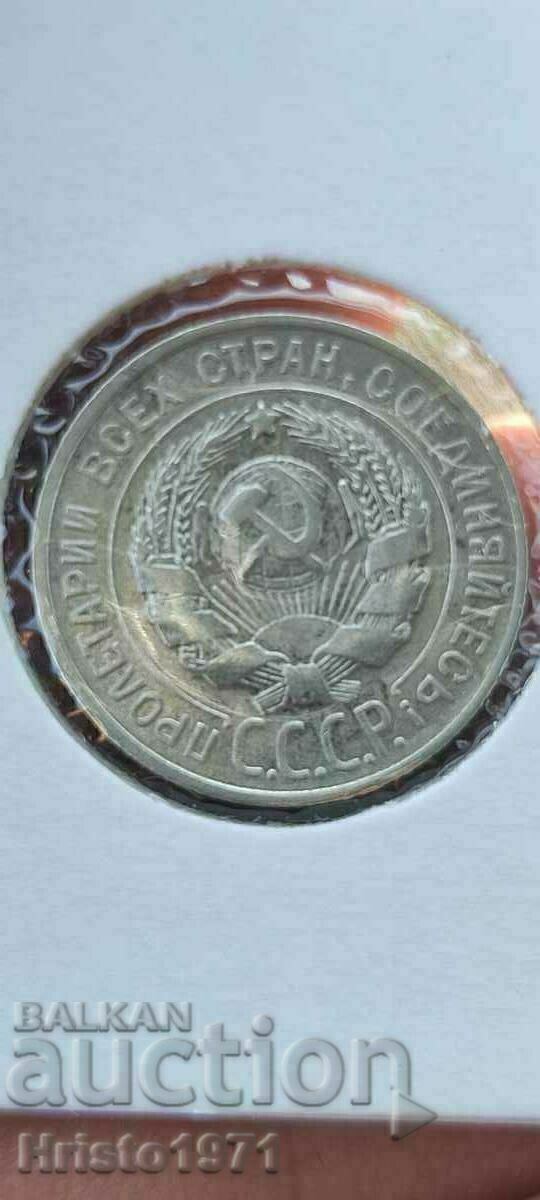 ПРОЛЕТАРИИ ВСЕХ СТРАН, СОЕДИНЯЙТЕСЬ!
С.С.С.Р.
BALKAN
auction
Hristo1971